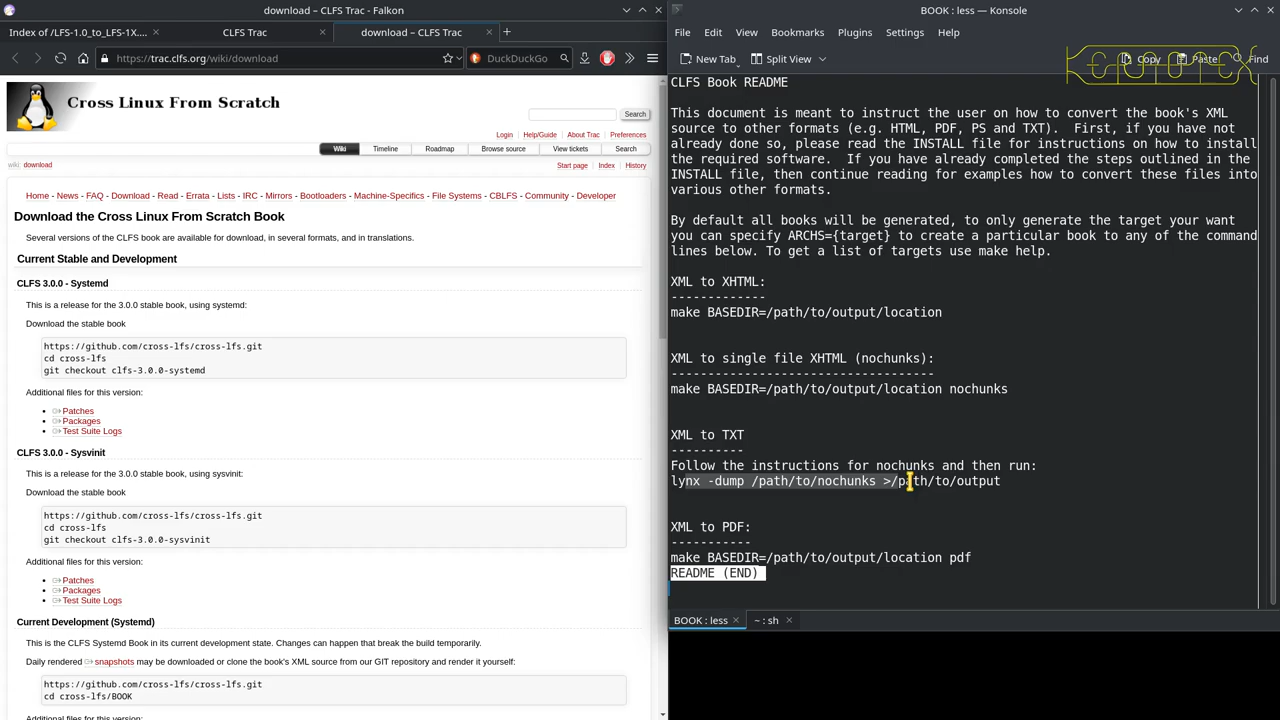 download – CLFS Trac - Falkon
Index of /LFS-1.0_to_LFS-1X.…
CLFS Trac
download – CLFS Trac
https://trac.clfs.org/wiki/download
DuckDuckGo
Cross Linux From Scratch
Search
Login
Help/Guide
About Trac
Preferences
Wiki
Timeline
Roadmap
Browse source
View tickets
Search
wiki: download
Start page
Index
History
Home - News - FAQ - Download - Read - Errata - Lists - IRC - Mirrors - Bootloaders - Machine-Specifics - File Systems - CBLFS - Community - Developer
Download the Cross Linux From Scratch Book
Several versions of the CLFS book are available for download, in several formats, and in translations.
Current Stable and Development
CLFS 3.0.0 - Systemd
This is a release for the 3.0.0 stable book, using systemd:
Download the stable book
https://github.com/cross-lfs/cross-lfs.git
cd cross-lfs
git checkout clfs-3.0.0-systemd
Additional files for this version:
Patches
Packages
Test Suite Logs
CLFS 3.0.0 - Sysvinit
This is a release for the 3.0.0 stable book, using sysvinit:
Download the stable book
https://github.com/cross-lfs/cross-lfs.git
cd cross-lfs
git checkout clfs-3.0.0-sysvinit
Additional files for this version:
Patches
Packages
Test Suite Logs
Current Development (Systemd)
This is the CLFS Systemd Book in its current development state. Changes can happen that break the build temporarily.
Daily rendered snapshots may be downloaded or clone the book's XML source from our GIT repository and render it yourself:
https://github.com/cross-lfs/cross-lfs.git
cd cross-lfs/BOOK
Additional files for this version:
BOOK : less — Konsole
File Edit View Bookmarks Plugins Settings Help
New Tab
Split View
Copy
Paste
Find
CLFS Book README
This document is meant to instruct the user on how to convert the book's XML
source to other formats (e.g. HTML, PDF, PS and TXT).  First, if you have not
already done so, please read the INSTALL file for instructions on how to install
the required software.  If you have already completed the steps outlined in the
INSTALL file, then continue reading for examples how to convert these files into
various other formats.
By default all books will be generated, to only generate the target your want
you can specify ARCHS={target} to create a particular book to any of the command
lines below. To get a list of targets use make help.
XML to XHTML:
-------------
make BASEDIR=/path/to/output/location
XML to single file XHTML (nochunks):
------------------------------------
make BASEDIR=/path/to/output/location nochunks
XML to TXT
----------
Follow the instructions for nochunks and then run:
lynx -dump /path/to/nochunks >/path/to/output
XML to PDF:
-----------
make BASEDIR=/path/to/output/location pdf
README (END)
BOOK : less
~ : sh